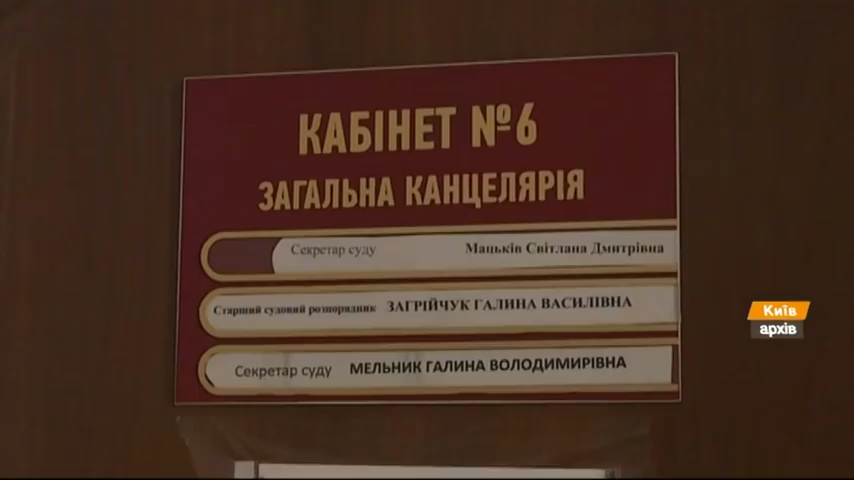 КАБІНЕТ №6
ЗАГАЛЬНА КАНЦЕЛЯРІЯ
Секретар суду Мацьків Світлана Дмитрівна
Старший судовий розпорядник ЗАГРІЙЧУК ГАЛИНА ВАСИЛІВНА
Секретар суду МЕЛЬНИК ГАЛИНА ВОЛОДИМИРІВНА
Київ
архів